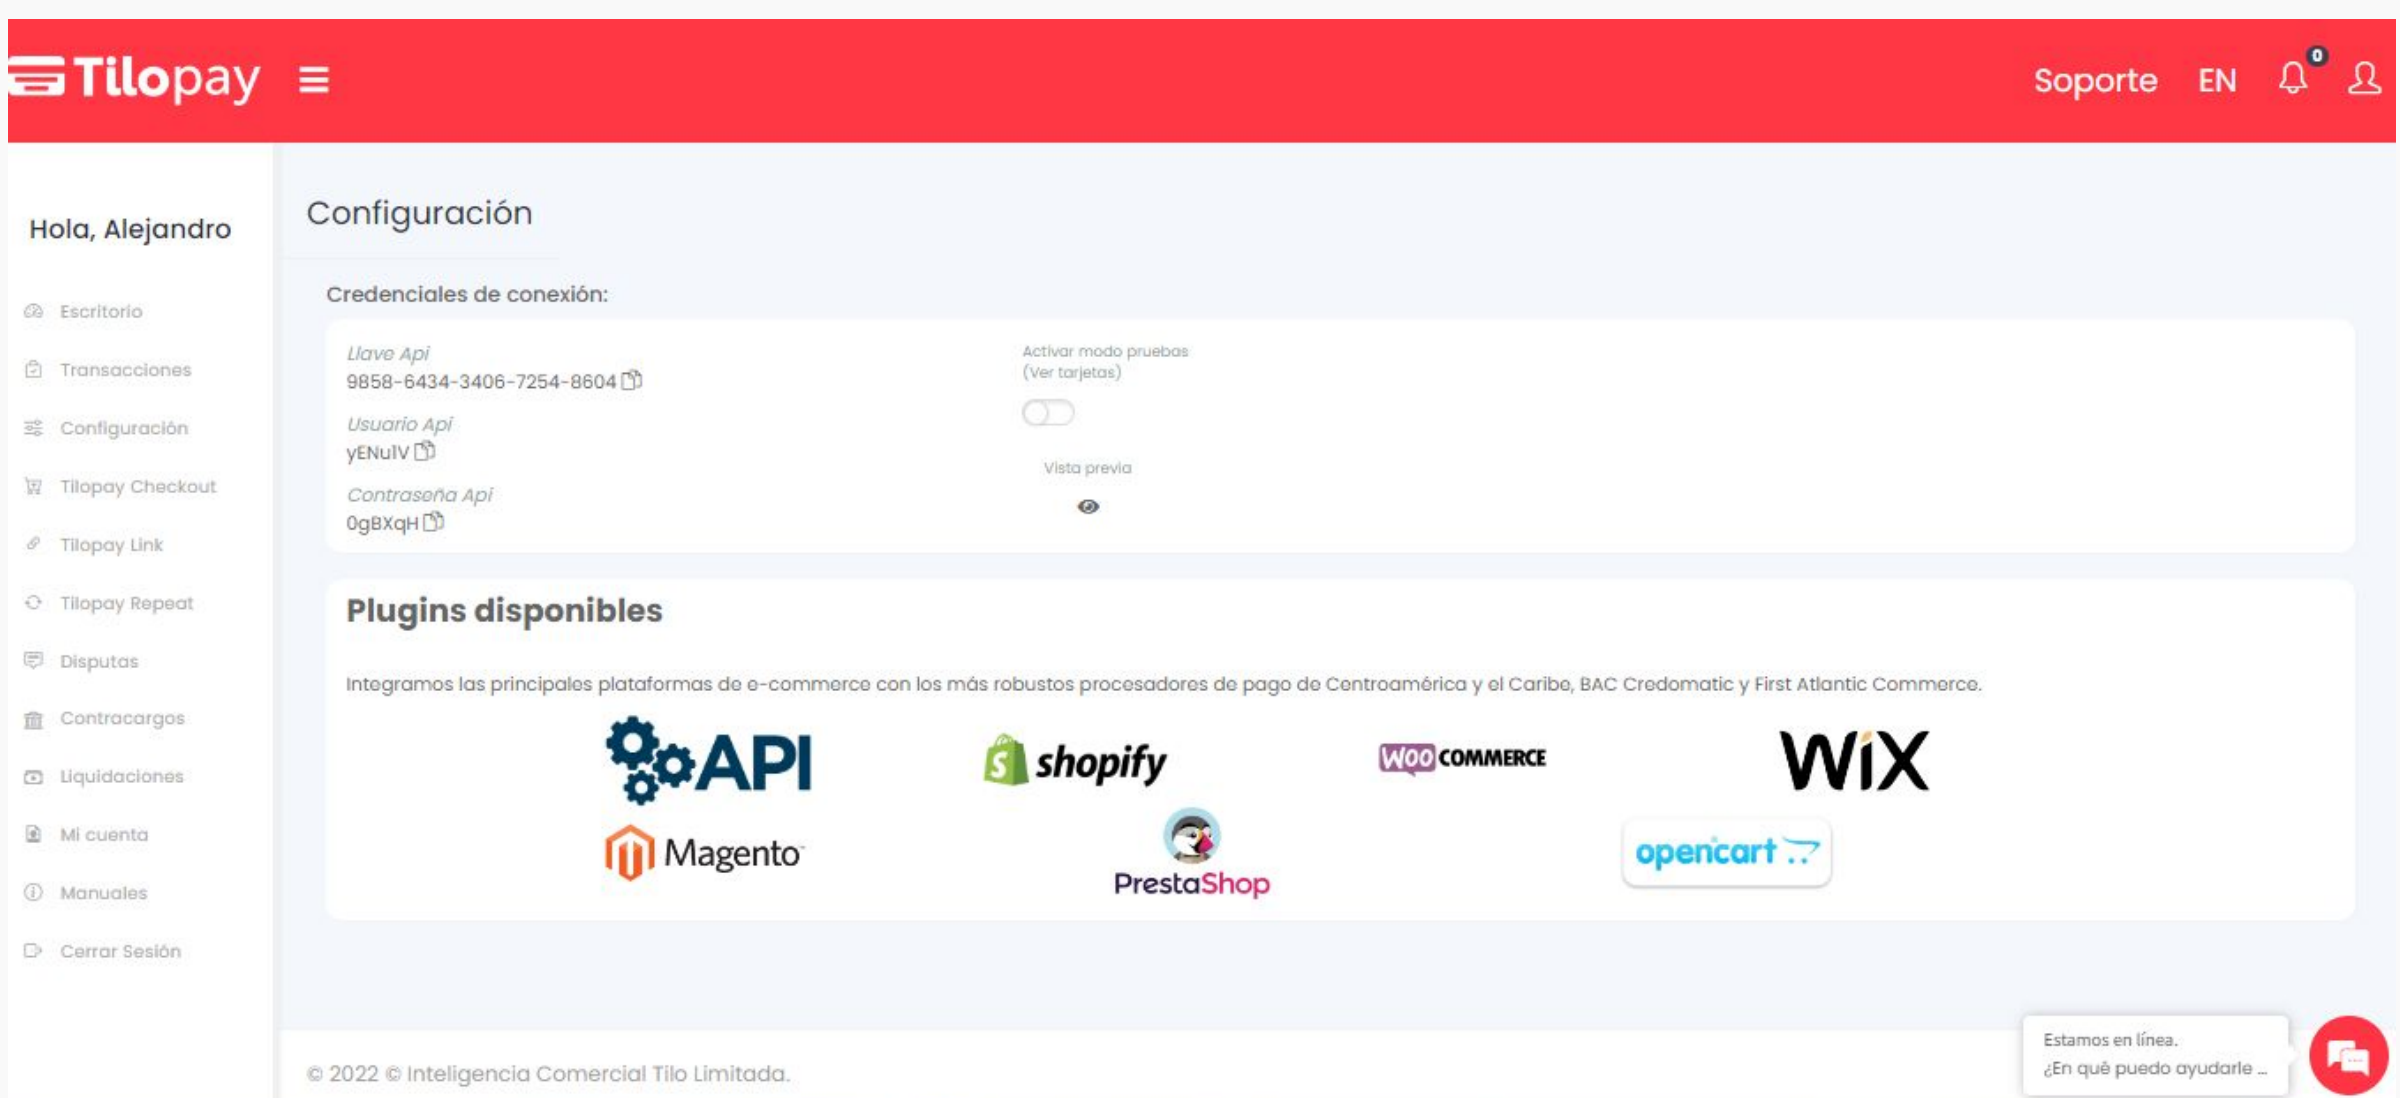 Tilopay
Soporte EN 0
Hola, Alejandro
Escritorio
Transacciones
Configuración
Tilopay Checkout
Tilopay Link
Tilopay Repeat
Disputas
Contracargos
Liquidaciones
Mi cuenta
Manuales
Cerrar Sesión
Configuración
Credenciales de conexión:
Llave Api
9858-6434-3406-7254-8604
Usuario Api
yENu1V
Contraseña Api
0gBXqH
Activar modo pruebas
(Ver tarjetas)
Vista previa
Plugins disponibles
Integramos las principales plataformas de e-commerce con los más robustos procesadores de pago de Centroamérica y el Caribe, BAC Credomatic y First Atlantic Commerce.
API shopify WOO COMMERCE WiX
Magento PrestaShop opencart
© 2022 © Inteligencia Comercial Tilo Limitada.
Estamos en línea.
¿En qué puedo ayudarle ...